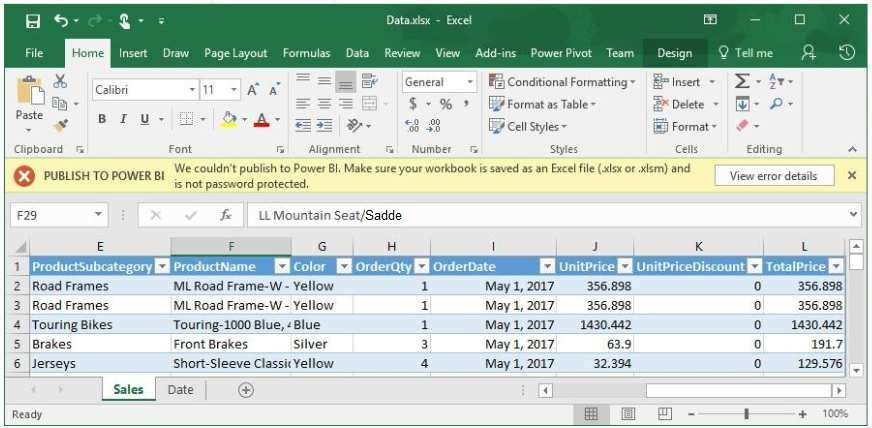 Data.xlsx - Excel
File Home Insert Draw Page Layout Formulas Data Review View Add-ins Power Pivot Team Design Tell me
Paste
Calibri 11 A A
B I U A
General
$ % ,
.00 .0
.0 .00
Conditional Formatting
Format as Table
Cell Styles
Insert
Delete
Format
Clipboard Font Alignment Number Styles Cells Editing
PUBLISH TO POWER BI We couldn't publish to Power BI. Make sure your workbook is saved as an Excel file (.xlsx or .xlsm) and
is not password protected.
View error details
F29 fx LL Mountain Seat/Sadde
E F G H I J K L
1 ProductSubcategory ProductName Color OrderQty OrderDate UnitPrice UnitPriceDiscount TotalPrice
2 Road Frames ML Road Frame-W - Yellow 1 May 1, 2017 356.898 0 356.898
3 Road Frames ML Road Frame-W - Yellow 1 May 1, 2017 356.898 0 356.898
4 Touring Bikes Touring-1000 Blue, Blue 1 May 1, 2017 1430.442 0 1430.442
5 Brakes Front Brakes Silver 3 May 1, 2017 63.9 0 191.7
6 Jerseys Short-Sleeve Classic Yellow 4 May 1, 2017 32.394 0 129.576
Sales Date
Ready 100%